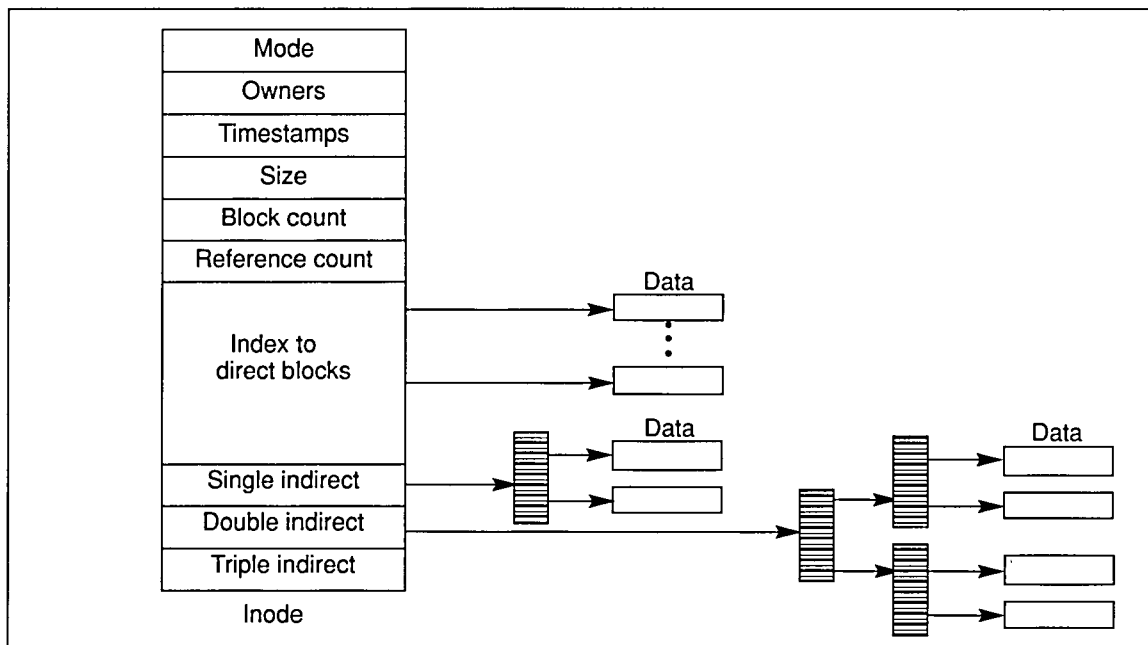 Mode
Owners
Timestamps
Size
Block count
Reference count
Data
Index to
direct blocks
Data
Data
Single indirect
Double indirect
Triple indirect
Inode